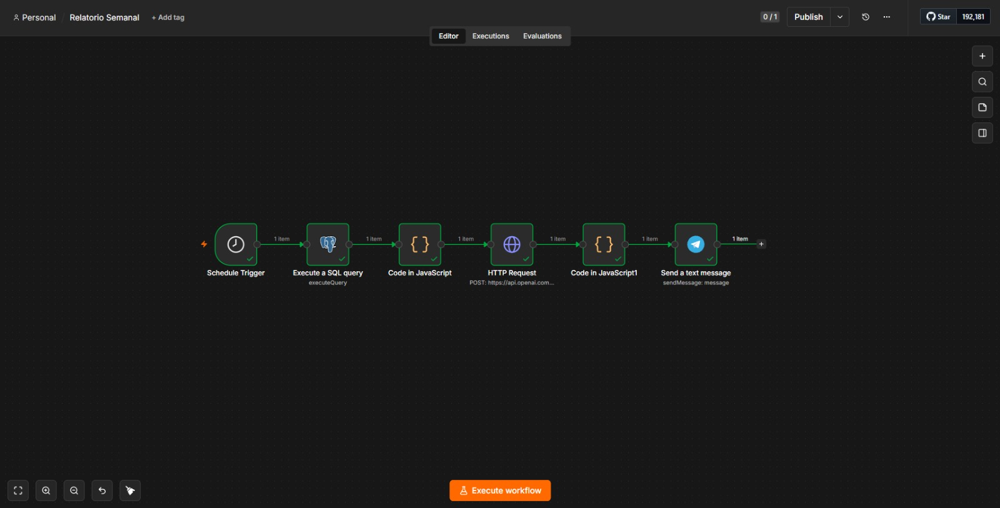 Personal / Relatorio Semanal + Add tag
0 / 1 Publish
Star 192,181
Editor Executions Evaluations
1 item 1 item 1 item 1 item 1 item 1 item
Schedule Trigger Execute a SQL query Code in JavaScript HTTP Request Code in JavaScript1 Send a text message
executeQuery POST: https://api.openai.com... sendMessage: message
Execute workflow